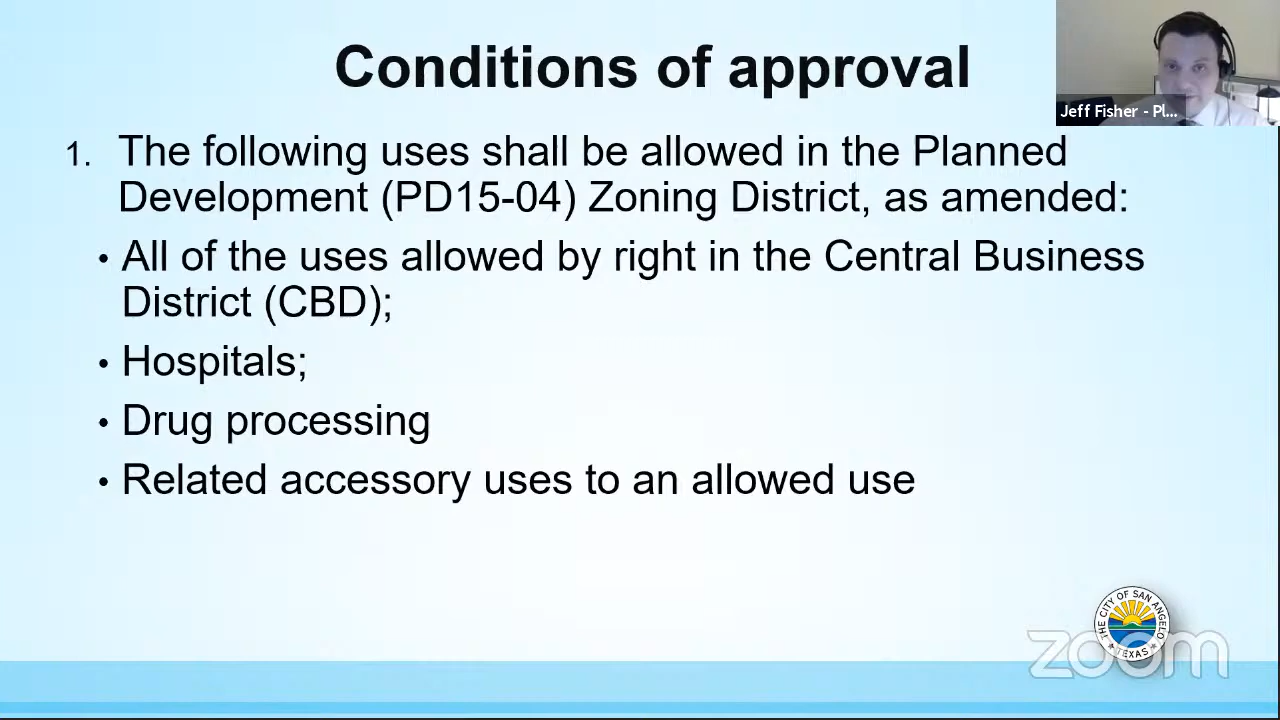 Conditions of approval
Jeff Fisher - Pl...
1. The following uses shall be allowed in the Planned
Development (PD15-04) Zoning District, as amended:
• All of the uses allowed by right in the Central Business
District (CBD);
• Hospitals;
• Drug processing
• Related accessory uses to an allowed use
THE CITY OF SAN ANGELO
TEXAS
zoom